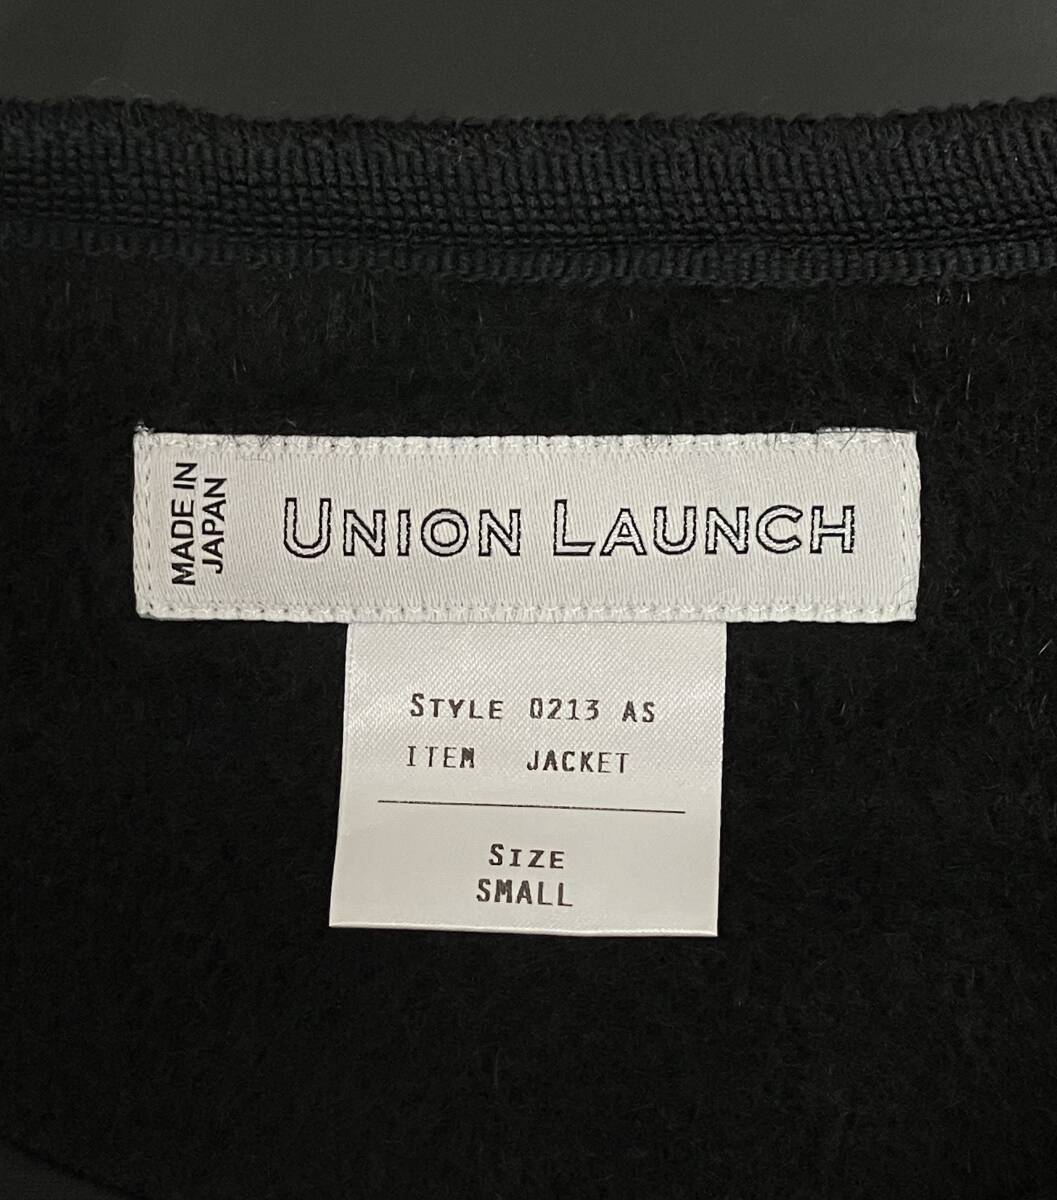 MADE IN
JAPAN
UNION LAUNCH
STYLE 0213 AS
ITEM JACKET
SIZE
SMALL